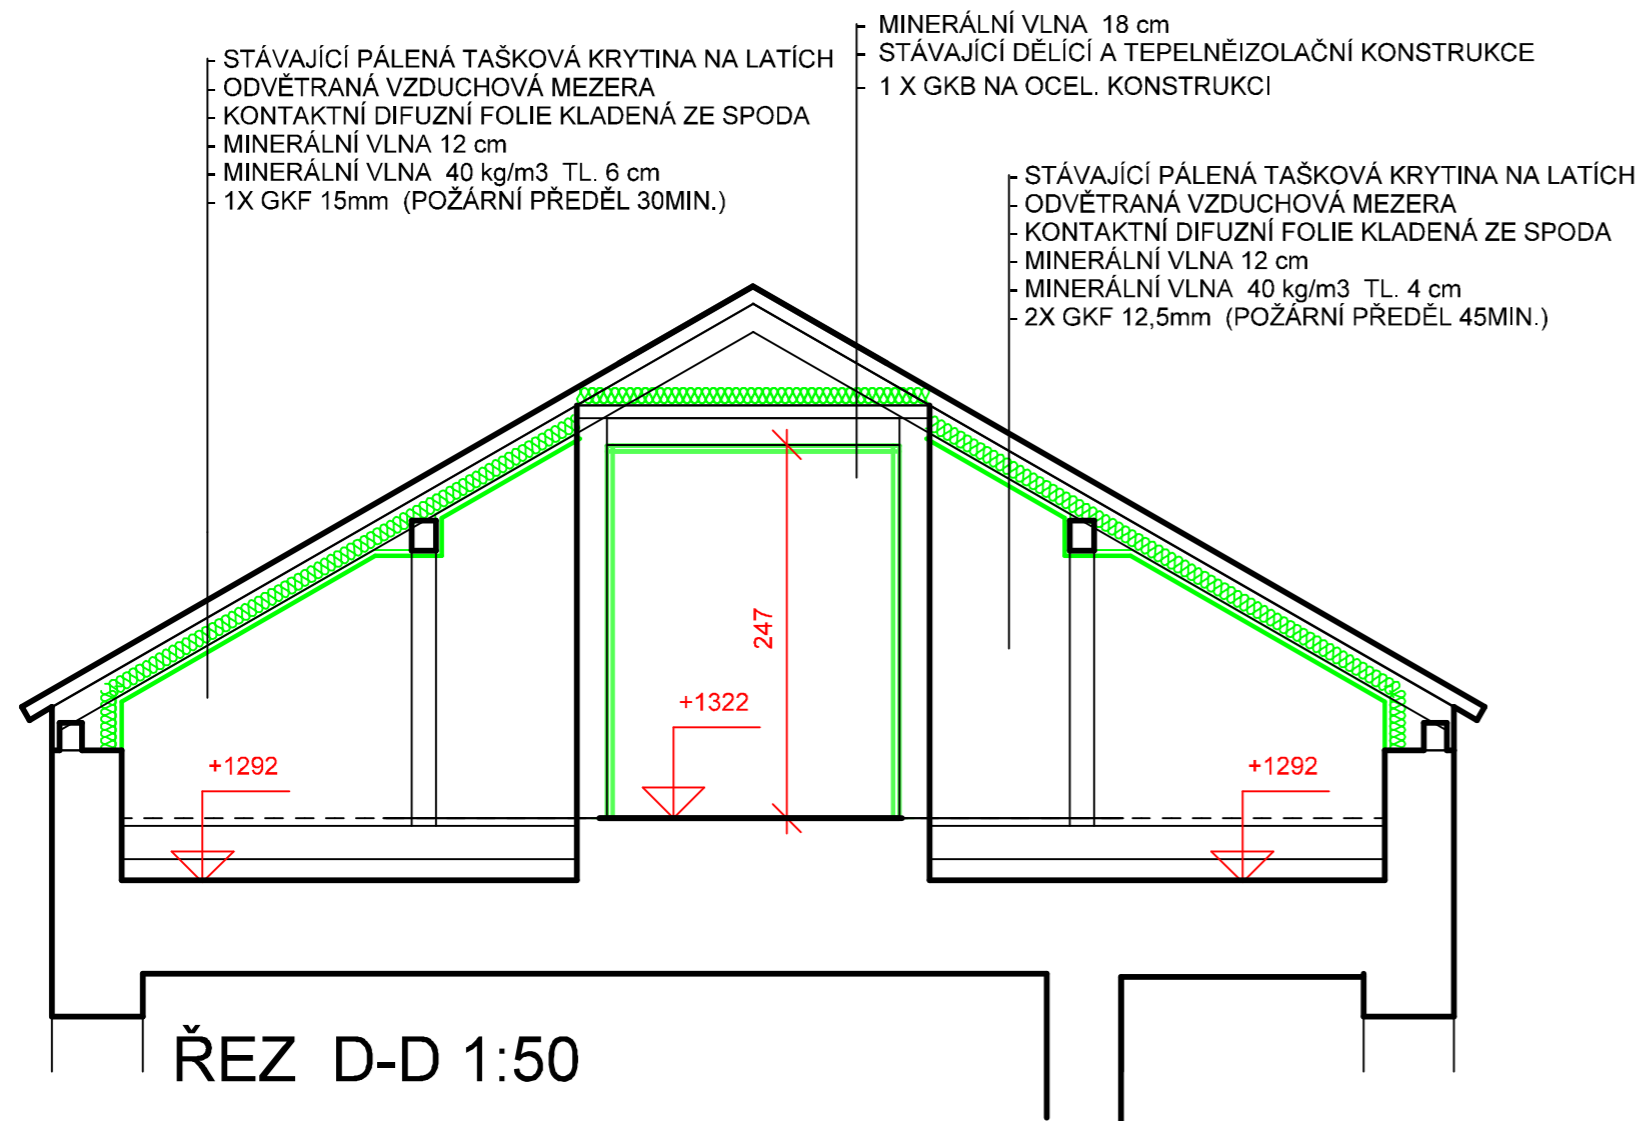 MINERÁLNÍ VLNA 18 cm
STÁVAJÍCÍ DĚLÍCÍ A TEPELNĚIZOLAČNÍ KONSTRUKCE
1 X GKB NA OCEL. KONSTRUKCI
STÁVAJÍCÍ PÁLENÁ TAŠKOVÁ KRYTINA NA LATÍCH
ODVĚTRANÁ VZDUCHOVÁ MEZERA
KONTAKTNÍ DIFUZNÍ FOLIE KLADENÁ ZE SPODA
MINERÁLNÍ VLNA 12 cm
MINERÁLNÍ VLNA 40 kg/m3 TL. 6 cm
1X GKF 15mm (POŽÁRNÍ PŘEDĚL 30MIN.)
STÁVAJÍCÍ PÁLENÁ TAŠKOVÁ KRYTINA NA LATÍCH
ODVĚTRANÁ VZDUCHOVÁ MEZERA
KONTAKTNÍ DIFUZNÍ FOLIE KLADENÁ ZE SPODA
MINERÁLNÍ VLNA 12 cm
MINERÁLNÍ VLNA 40 kg/m3 TL. 4 cm
2X GKF 12,5mm (POŽÁRNÍ PŘEDĚL 45MIN.)
247
+1322
+1292
+1292
ŘEZ D-D 1:50